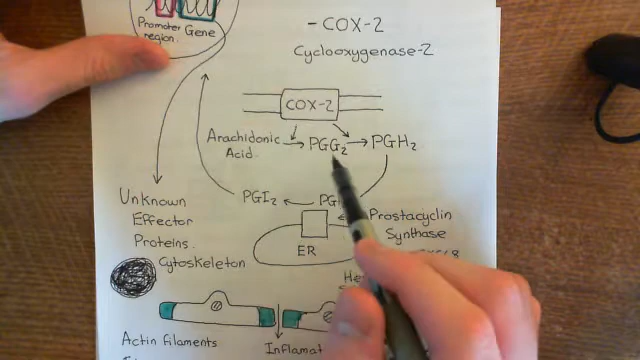 Promoter Gene
region.
- COX-2
Cyclooxygenase-2
COX-2
Arachidonic
Acid
PGG2
PGH2
PGI2
Prostacyclin
Synthase
ER
Unknown
Effector
Proteins.
Cytoskeleton
Actin filaments